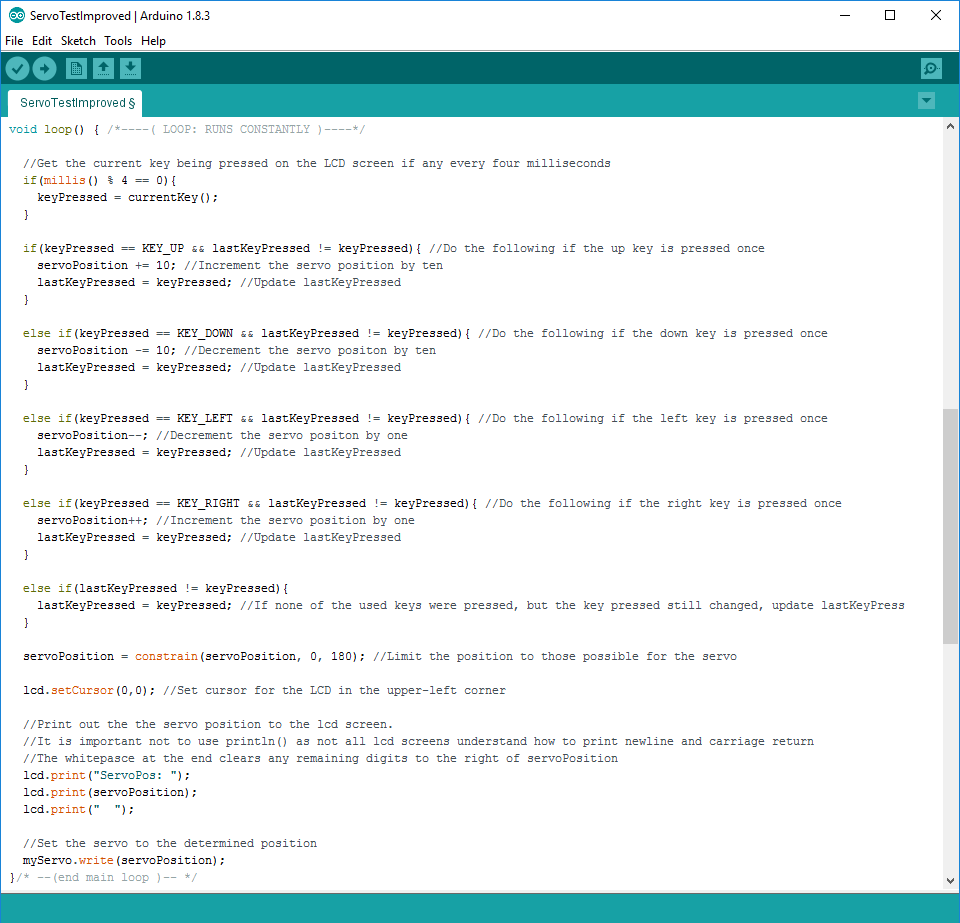 ServoTestImproved | Arduino 1.8.3
File Edit Sketch Tools Help
ServoTestImproved §
void loop() { /*----( LOOP: RUNS CONSTANTLY )----*/
//Get the current key being pressed on the LCD screen if any every four milliseconds
if(millis() % 4 == 0){
keyPressed = currentKey();
}
if(keyPressed == KEY_UP && lastKeyPressed != keyPressed){ //Do the following if the up key is pressed once
servoPosition += 10; //Increment the servo position by ten
lastKeyPressed = keyPressed; //Update lastKeyPressed
}
else if(keyPressed == KEY_DOWN && lastKeyPressed != keyPressed){ //Do the following if the down key is pressed once
servoPosition -= 10; //Decrement the servo positon by ten
lastKeyPressed = keyPressed; //Update lastKeyPressed
}
else if(keyPressed == KEY_LEFT && lastKeyPressed != keyPressed){ //Do the following if the left key is pressed once
servoPosition--; //Decrement the servo positon by one
lastKeyPressed = keyPressed; //Update lastKeyPressed
}
else if(keyPressed == KEY_RIGHT && lastKeyPressed != keyPressed){ //Do the following if the right key is pressed once
servoPosition++; //Increment the servo position by one
lastKeyPressed = keyPressed; //Update lastKeyPressed
}
else if(lastKeyPressed != keyPressed){
lastKeyPressed = keyPressed; //If none of the used keys were pressed, but the key pressed still changed, update lastKeyPress
}
servoPosition = constrain(servoPosition, 0, 180); //Limit the position to those possible for the servo
lcd.setCursor(0,0); //Set cursor for the LCD in the upper-left corner
//Print out the the servo position to the lcd screen.
//It is important not to use println() as not all lcd screens understand how to print newline and carriage return
//The whitepasce at the end clears any remaining digits to the right of servoPosition
lcd.print("ServoPos: ");
lcd.print(servoPosition);
lcd.print("  ");
//Set the servo to the determined position
myServo.write(servoPosition);
}/* --(end main loop )-- */